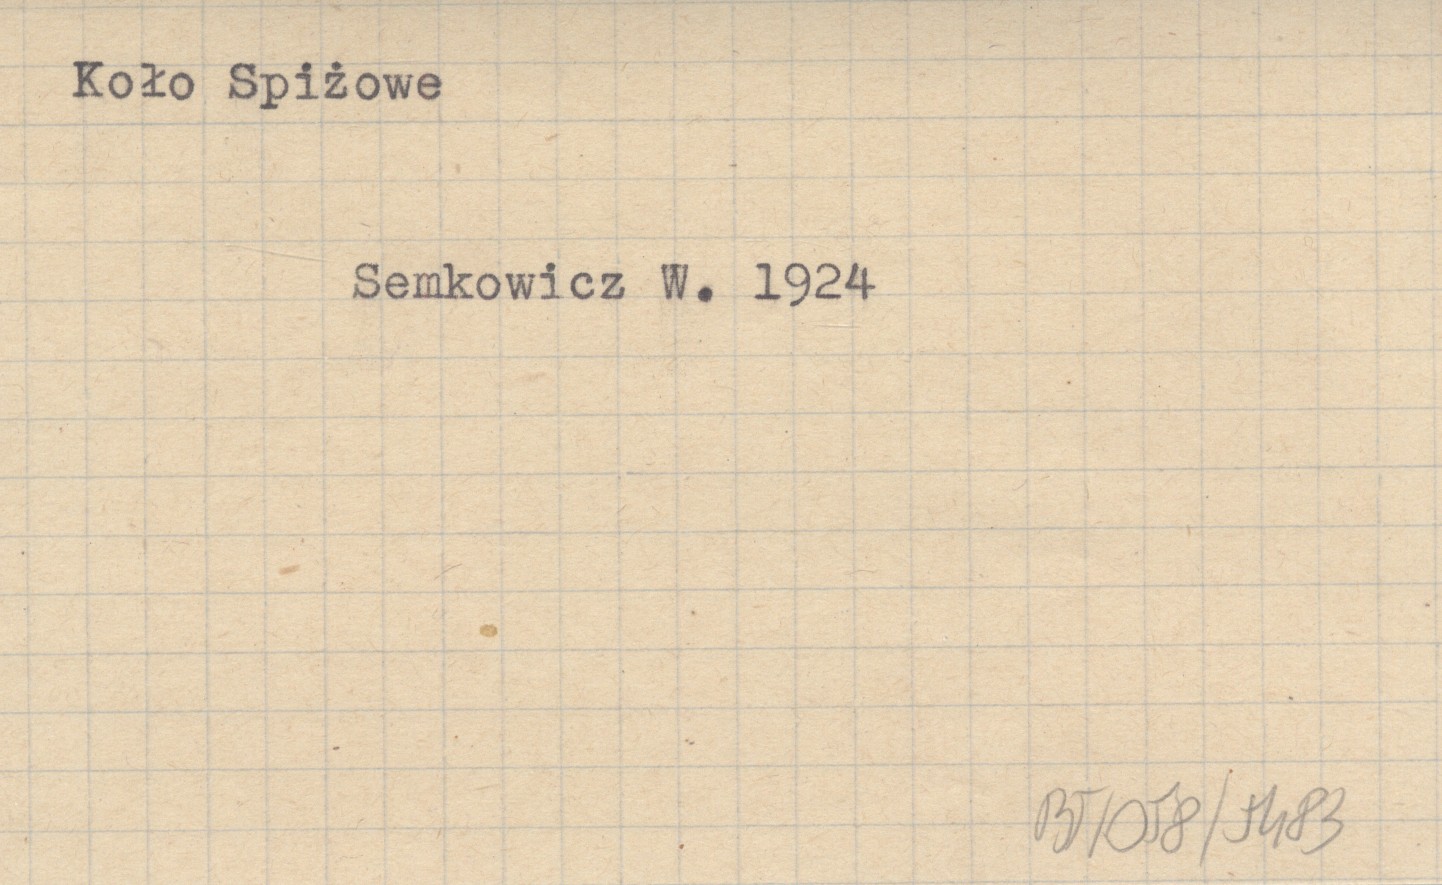 Koło Spiżowe
Semkowicz W. 1924
BT/058/5483